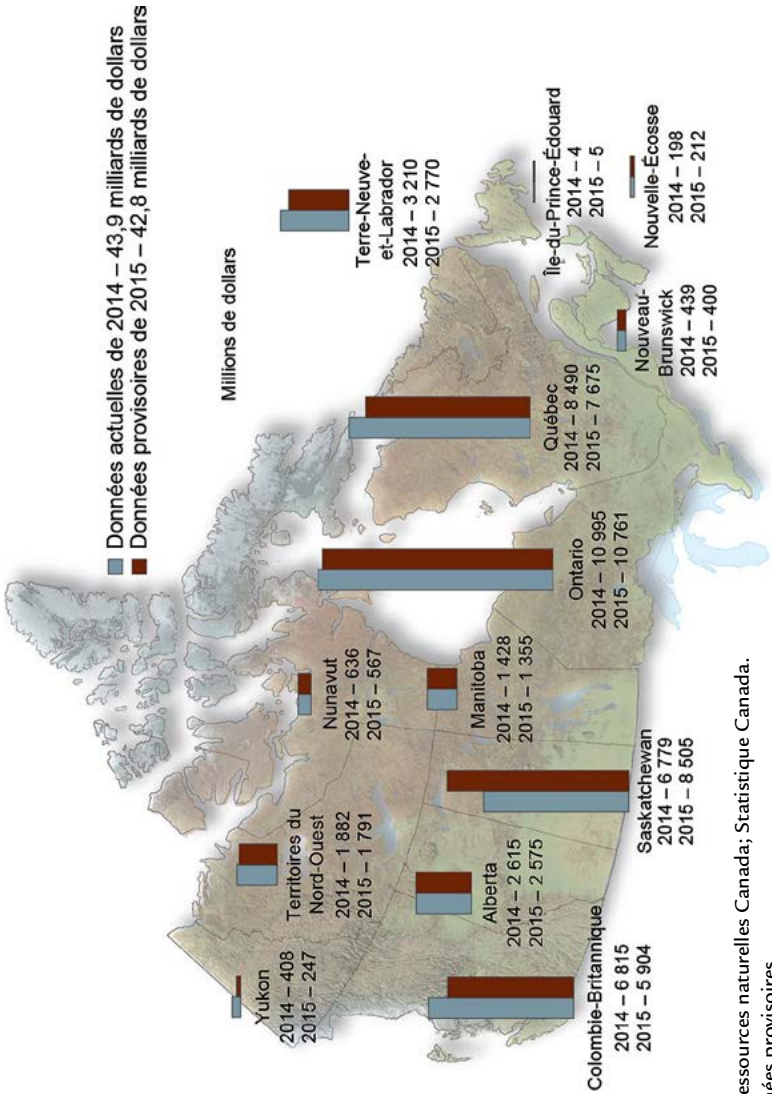 Données actuelles de 2014 – 43,9 milliards de dollars
Données provisoires de 2015 – 42,8 milliards de dollars
Millions de dollars
Yukon
2014 – 408
2015 – 247
Territoires du
Nord-Ouest
2014 – 1 882
2015 – 1 791
Nunavut
2014 – 636
2015 – 567
Terre-Neuve-
et-Labrador
2014 – 3 210
2015 – 2 770
Colombie-Britannique
2014 – 6 815
2015 – 5 904
Alberta
2014 – 2 615
2015 – 2 575
Saskatchewan
2014 – 6 779
2015 – 8 505
Manitoba
2014 – 1 428
2015 – 1 355
Ontario
2014 – 10 995
2015 – 10 761
Québec
2014 – 8 490
2015 – 7 675
Nouveau-
Brunswick
2014 – 439
2015 – 400
Île-du-Prince-Édouard
2014 – 4
2015 – 5
Nouvelle-Écosse
2014 – 198
2015 – 212
essources naturelles Canada; Statistique Canada.
provisoires